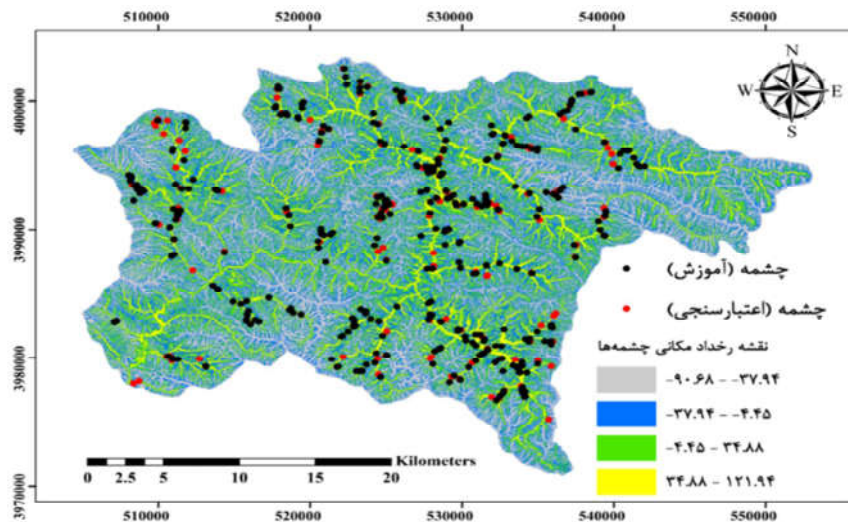 510000 520000 530000 540000 550000
4000000
3990000
3980000
3970000
N
W E
S
چشمه (آموزش)
چشمه (اعتبارسنجی)
نقشه رخداد مکانی چشمه‌ها
-۹۰.۶۸ - -۳۷.۹۴
-۳۷.۹۴ - -۴.۴۵
-۴.۴۵ - ۳۴.۸۸
۳۴.۸۸ - ۱۲۱.۹۴
Kilometers
0 2.5 5 10 15 20
510000 520000 530000 540000 550000